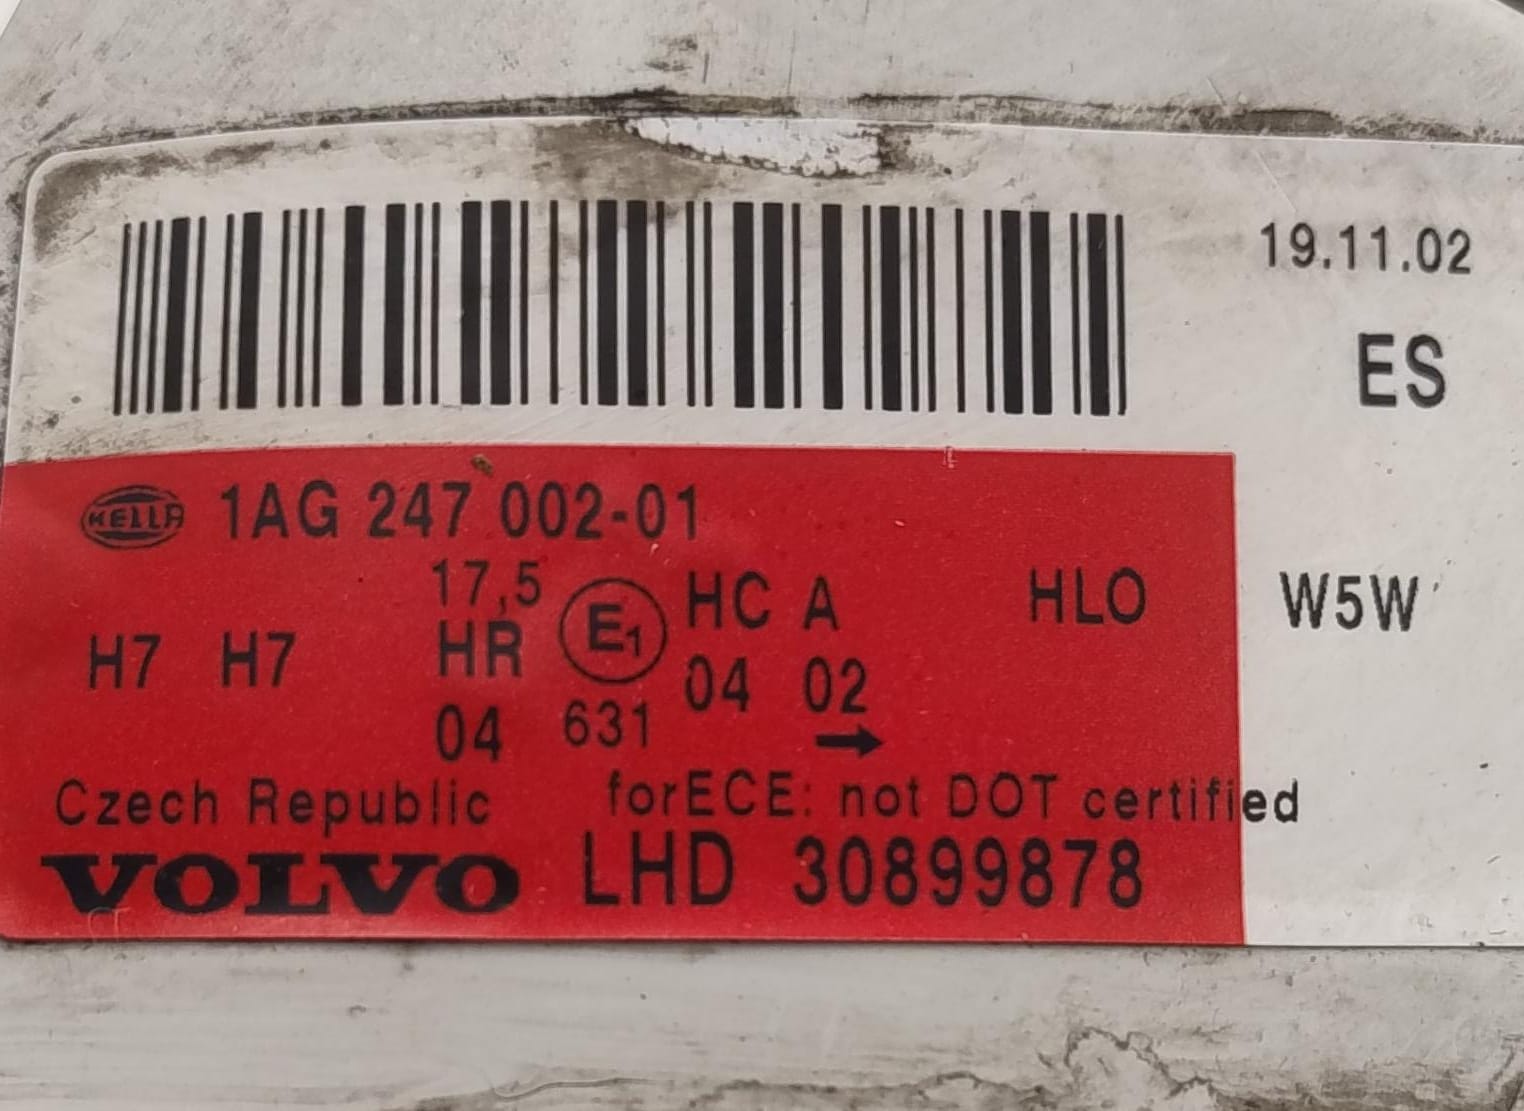 19.11.02
ES
HELLA 1AG 247 002-01
17,5
H7 H7 HR E1 HC A HLO W5W
04 631 04 02
→
Czech Republic forECE: not DOT certified
VOLVO LHD 30899878